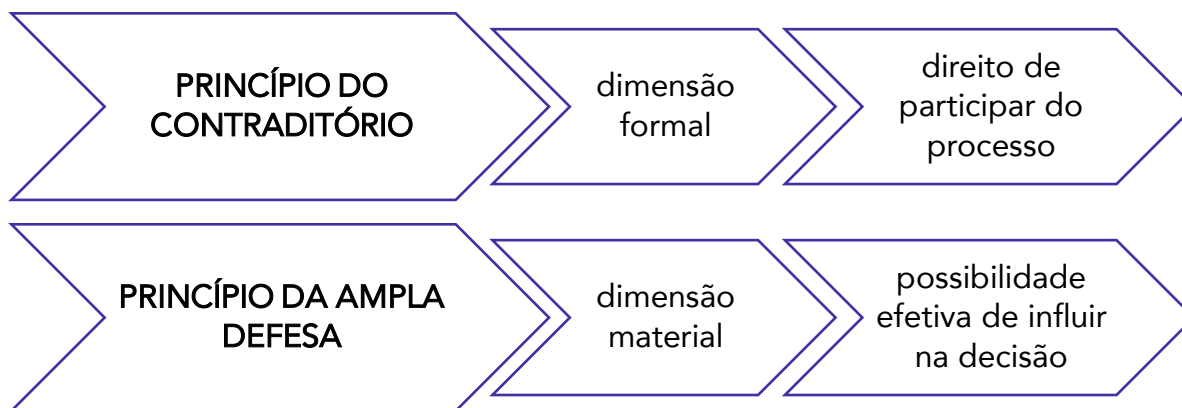 PRINCÍPIO DO
CONTRADITÓRIO
dimensão
formal
direito de
participar do
processo
PRINCÍPIO DA AMPLA
DEFESA
dimensão
material
possibilidade
efetiva de influir
na decisão